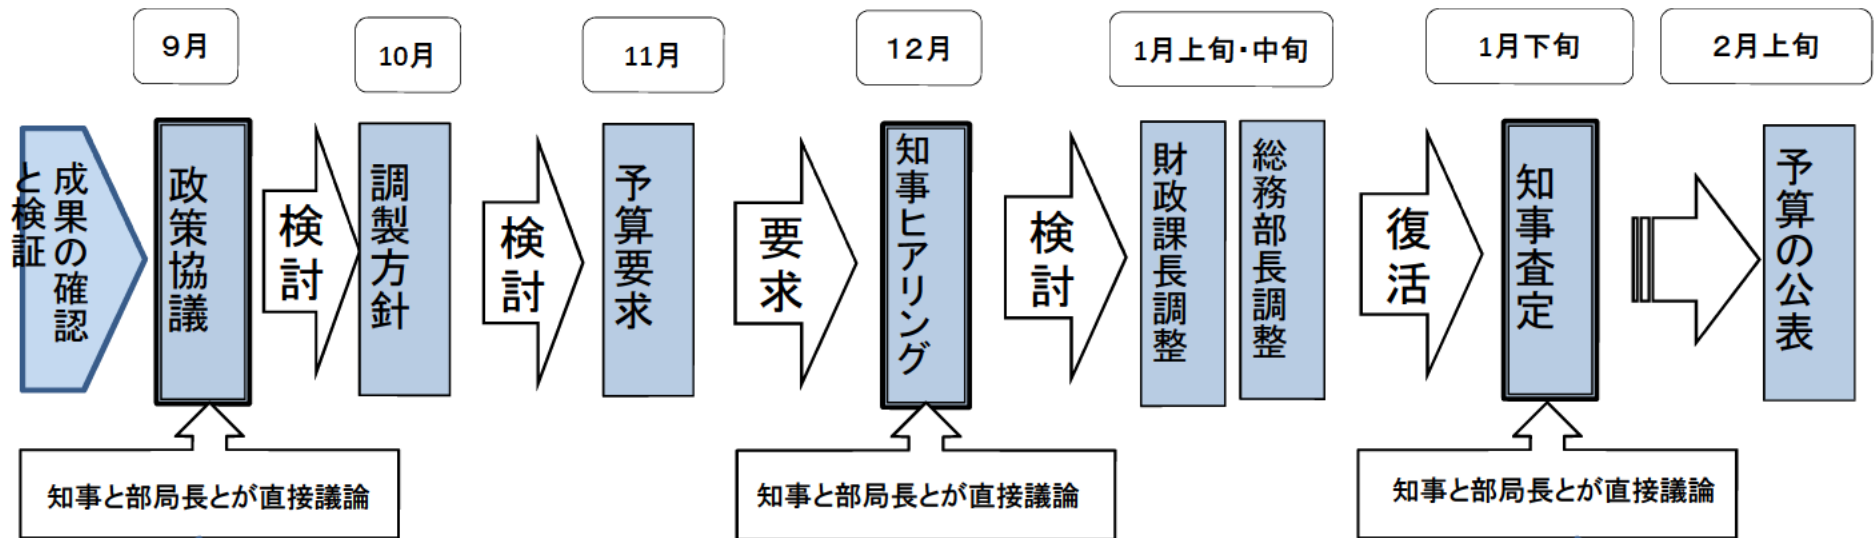 9月
10月
11月
12月
1月上旬・中旬
1月下旬
2月上旬
成果の確認
と検証
政策協議
検討
調製方針
検討
予算要求
要求
知事ヒアリング
検討
財政課長調整
総務部長調整
復活
知事査定
予算の公表
知事と部局長とが直接議論
知事と部局長とが直接議論
知事と部局長とが直接議論